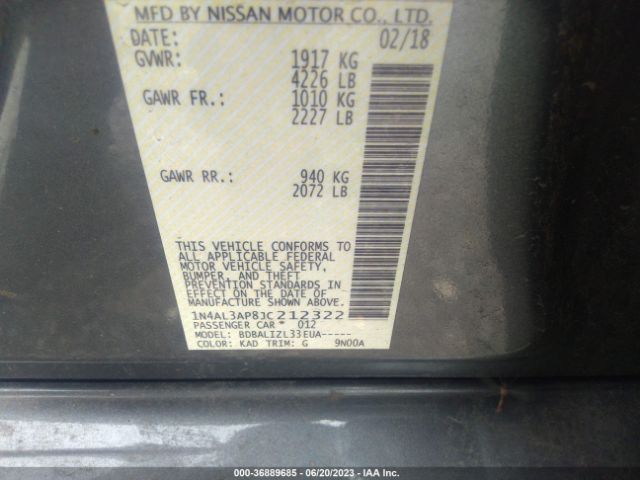 MFD BY NISSAN MOTOR CO., LTD.
DATE: 02/18
GVWR: 1917 KG
4226 LB
GAWR FR.: 1010 KG
2227 LB
GAWR RR.: 940 KG
2072 LB
THIS VEHICLE CONFORMS TO
ALL APPLICABLE FEDERAL
MOTOR VEHICLE SAFETY,
BUMPER, AND THEFT
PREVENTION STANDARDS IN
EFFECT ON THE DATE OF
MANUFACTURE SHOWN ABOVE.
1N4AL3AP8JC212322
PASSENGER CAR * 012
MODEL: BDBALIZL33EUA-----
COLOR: KAD TRIM: G 9N00A
000-36889685 - 06/20/2023 - IAA Inc.